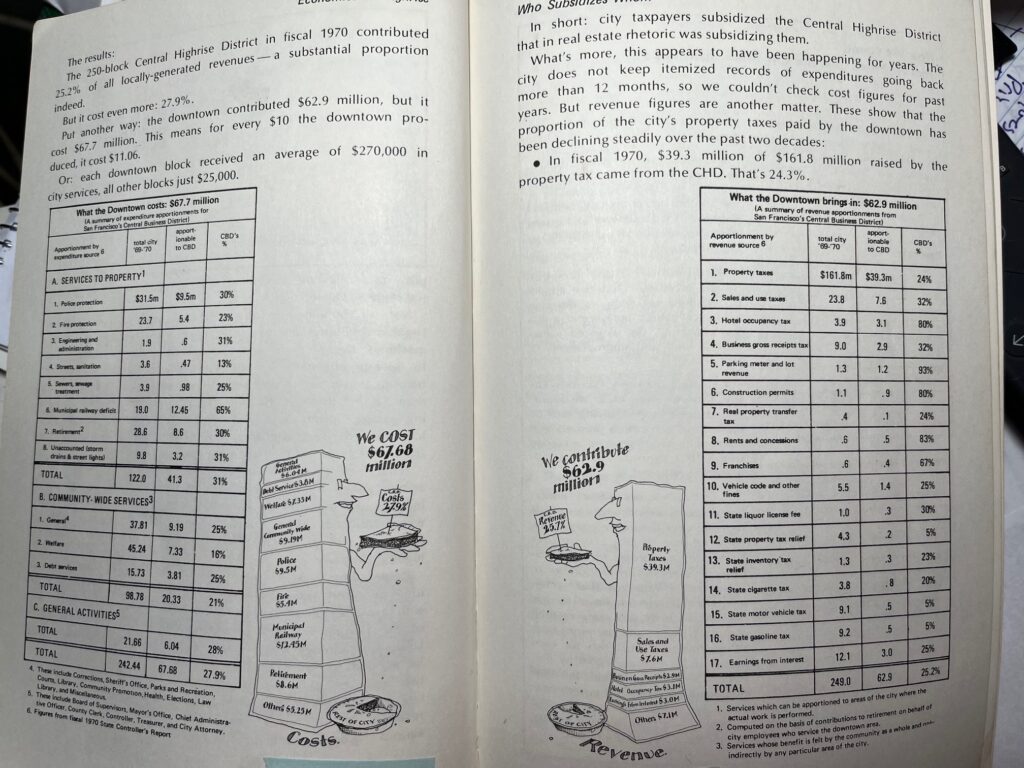 The results:
The 250-block Central Highrise District in fiscal 1970 contributed
25.2% of all locally-generated revenues — a substantial proportion
indeed.
But it cost even more: 27.9%.
Put another way: the downtown contributed $62.9 million, but it
cost $67.7 million. This means for every $10 the downtown pro-
duced, it cost $11.06.
Or: each downtown block received an average of $270,000 in
city services, all other blocks just $25,000.
What the Downtown costs: $67.7 million
(A summary of expenditure apportionments for
San Francisco's Central Business District)
Apportionment by expenditure source 6 total city '69-'70 apport-ionable to CBD CBD's %
A. SERVICES TO PROPERTY1
1. Police protection $31.5m $9.5m 30%
2. Fire protection 23.7 5.4 23%
3. Engineering and administration 1.9 .6 31%
4. Streets, sanitation 3.6 .47 13%
5. Sewers, sewage treatment 3.9 .98 25%
6. Municipal railway deficit 19.0 12.45 65%
7. Retirement2 28.6 8.6 30%
8. Unaccounted (storm drains & street lights) 9.8 3.2 31%
TOTAL 122.0 41.3 31%
B. COMMUNITY-WIDE SERVICES3
1. General4 37.81 9.19 25%
2. Welfare 45.24 7.33 16%
3. Debt services 15.73 3.81 25%
TOTAL 98.78 20.33 21%
C. GENERAL ACTIVITIES5
TOTAL 21.66 6.04 28%
TOTAL 242.44 67.68 27.9%
4. These include Corrections, Sheriff's Office, Parks and Recreation,
Courts, Library, Community Promotion, Health, Elections, Law
Library, and Miscellaneous.
5. These include Board of Supervisors, Mayor's Office, Chief Administra-
tive Officer, County Clerk, Controller, Treasurer, and City Attorney.
6. Figures from fiscal 1970 State Controller's Report
We COST
$67.68
million
General
Activities
$6.04M
Debt Service $3.8M
Welfare $7.33M
General
Community Wide
$9.19M
Police
$9.5M
Fire
$5.4M
Municipal
Railway
$12.45M
Retirement
$8.6M
Others $5.25M
Costs
27.9%
REST OF CITY
Costs.
Who Subsidizes
In short: city taxpayers subsidized the Central Highrise District
that in real estate rhetoric was subsidizing them.
What's more, this appears to have been happening for years. The
city does not keep itemized records of expenditures going back
more than 12 months, so we couldn't check cost figures for past
years. But revenue figures are another matter. These show that the
proportion of the city's property taxes paid by the downtown has
been declining steadily over the past two decades:
• In fiscal 1970, $39.3 million of $161.8 million raised by the
property tax came from the CHD. That's 24.3%.
What the Downtown brings in: $62.9 million
(A summary of revenue apportionments from
San Francisco's Central Business District)
Apportionment by revenue source 6 total city '69-'70 apport-ionable to CBD CBD's %
1. Property taxes $161.8m $39.3m 24%
2. Sales and use taxes 23.8 7.6 32%
3. Hotel occupancy tax 3.9 3.1 80%
4. Business gross receipts tax 9.0 2.9 32%
5. Parking meter and lot revenue 1.3 1.2 93%
6. Construction permits 1.1 .9 80%
7. Real property transfer tax .4 .1 24%
8. Rents and concessions .6 .5 83%
9. Franchises .6 .4 67%
10. Vehicle code and other fines 5.5 1.4 25%
11. State liquor license fee 1.0 .3 30%
12. State property tax relief 4.3 .2 5%
13. State inventory tax relief 1.3 .3 23%
14. State cigarette tax 3.8 .8 20%
15. State motor vehicle tax 9.1 .5 5%
16. State gasoline tax 9.2 .5 5%
17. Earnings from interest 12.1 3.0 25%
TOTAL 249.0 62.9 25.2%
1. Services which can be apportioned to areas of the city where the
actual work is performed.
2. Computed on the basis of contributions to retirement on behalf of
city employees who service the downtown area.
3. Services whose benefit is felt by the community as a whole and not
indirectly by any particular area of the city.
We contribute
$62.9
million
Revenue
25.7%
Property
Taxes
$39.3M
Sales and
Use Taxes
$7.6M
Business Gross Receipts $2.9M
Hotel Occupancy Tax $3.1M
$3.0M
Others $7.1M
REST OF CITY
Revenue